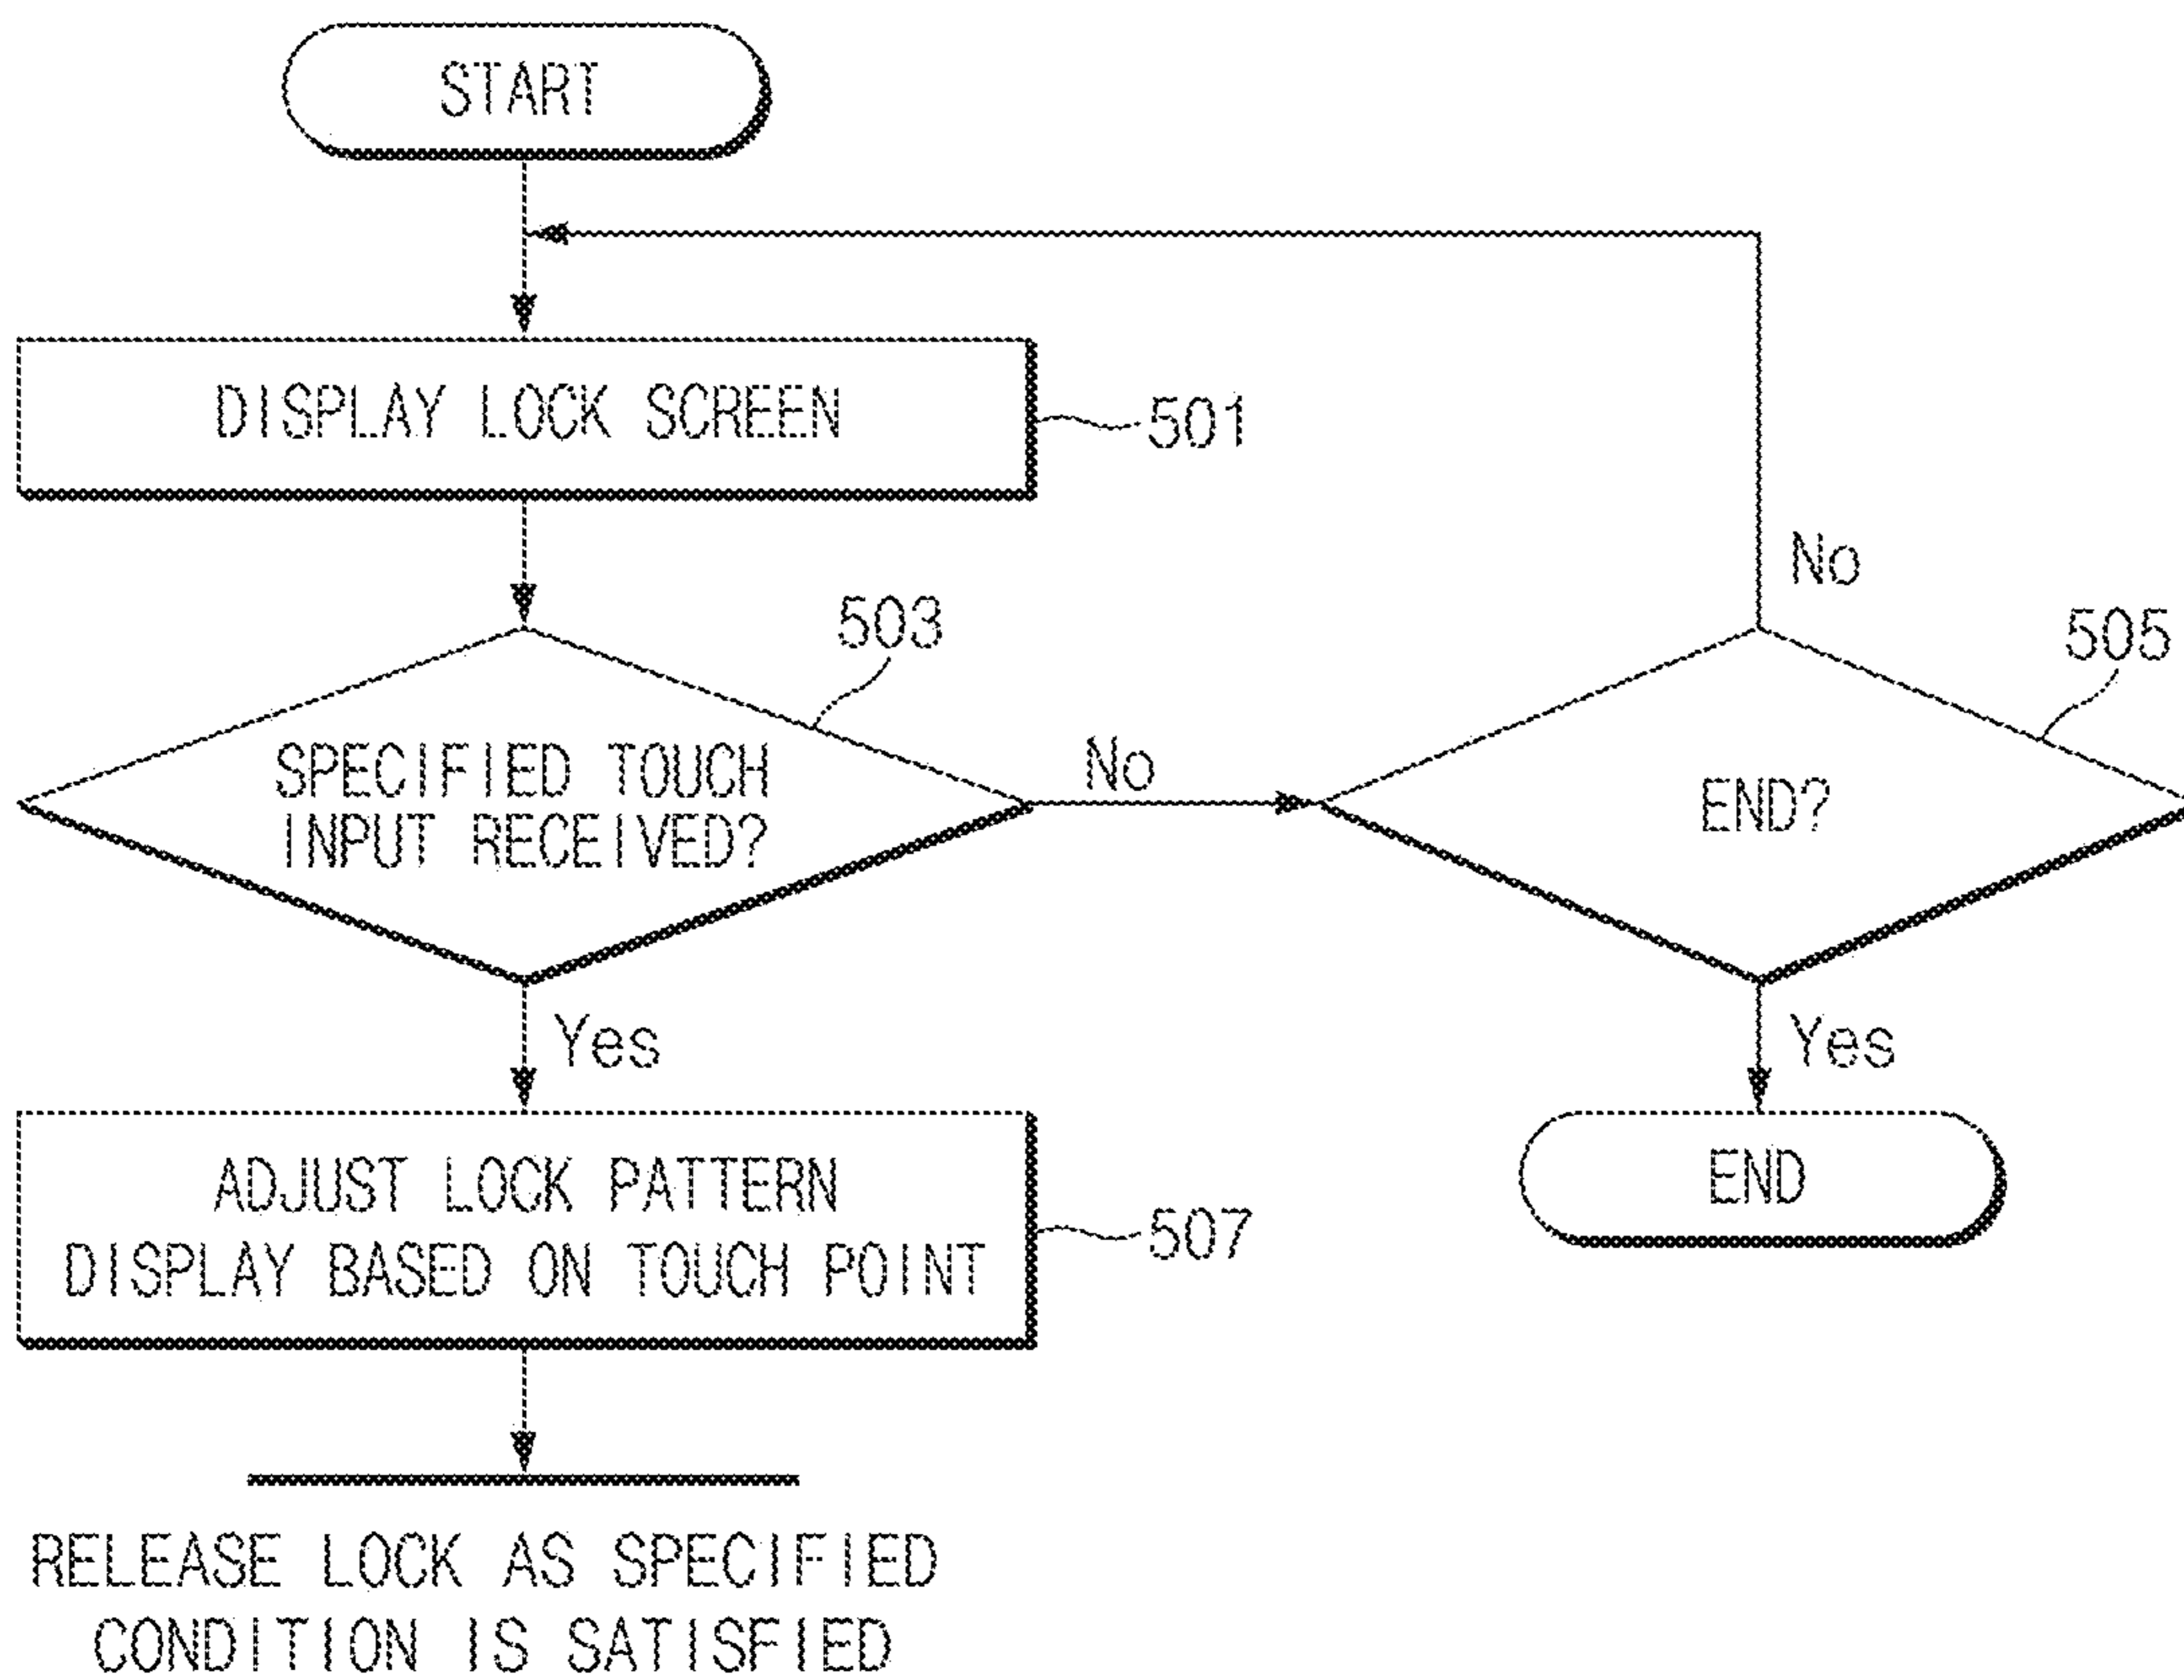 START
DISPLAY LOCK SCREEN
501
No
503
505
SPECIFIED TOUCH
INPUT RECEIVED?
No
END?
Yes
Yes
ADJUST LOCK PATTERN
DISPLAY BASED ON TOUCH POINT
507
END
RELEASE LOCK AS SPECIFIED
CONDITION IS SATISFIED